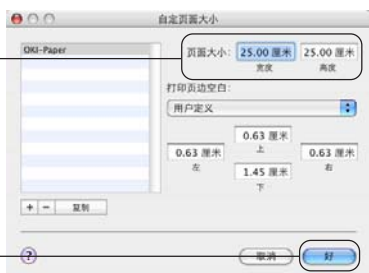 自定页面大小
OKI-Paper
页面大小: 25.00 厘米 25.00 厘米
宽度 高度
打印页边空白:
用户定义
0.63 厘米
上
0.63 厘米 0.63 厘米
左 右
1.45 厘米
下
+ - 复制
? 取消 好